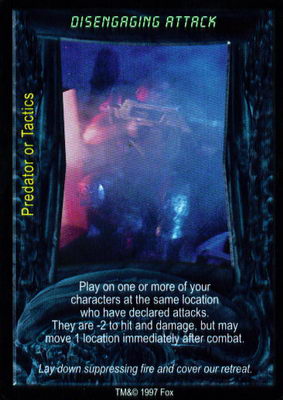 DISENGAGING ATTACK
Predator or Tactics
Play on one or more of your
characters at the same location
who have declared attacks.
They are -2 to hit and damage, but may
move 1 location immediately after combat.
Lay down suppressing fire and cover our retreat.
TM&© 1997 Fox